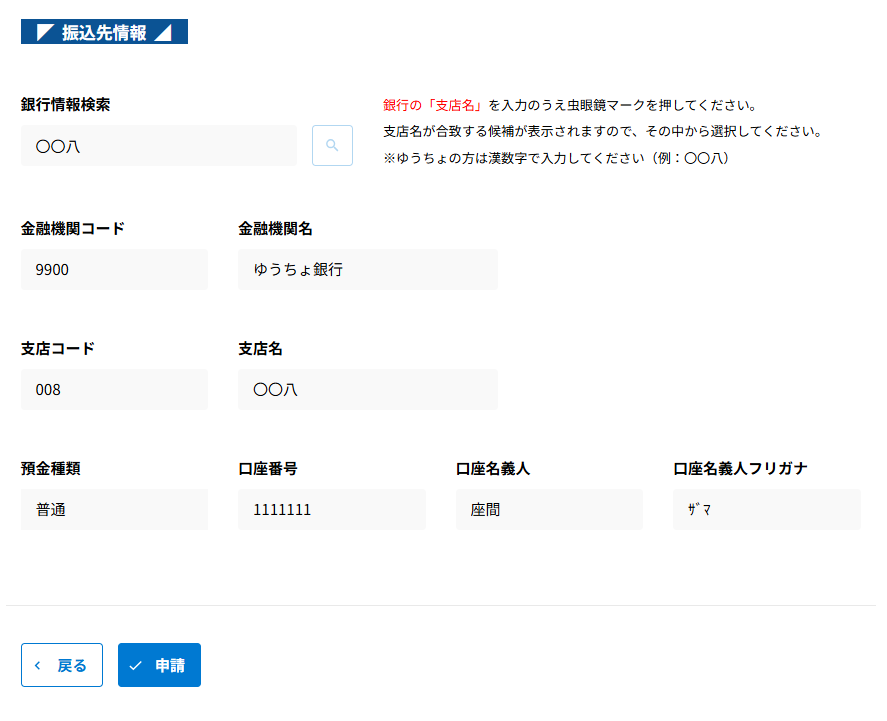 振込先情報
銀行情報検索
〇〇八
銀行の「支店名」を入力のうえ虫眼鏡マークを押してください。
支店名が合致する候補が表示されますので、その中から選択してください。
※ゆうちょの方は漢数字で入力してください（例：〇〇八）
金融機関コード 金融機関名
9900 ゆうちょ銀行
支店コード 支店名
008 〇〇八
預金種類 口座番号 口座名義人 口座名義人フリガナ
普通 1111111 座間 ｻﾞﾏ
戻る 申請